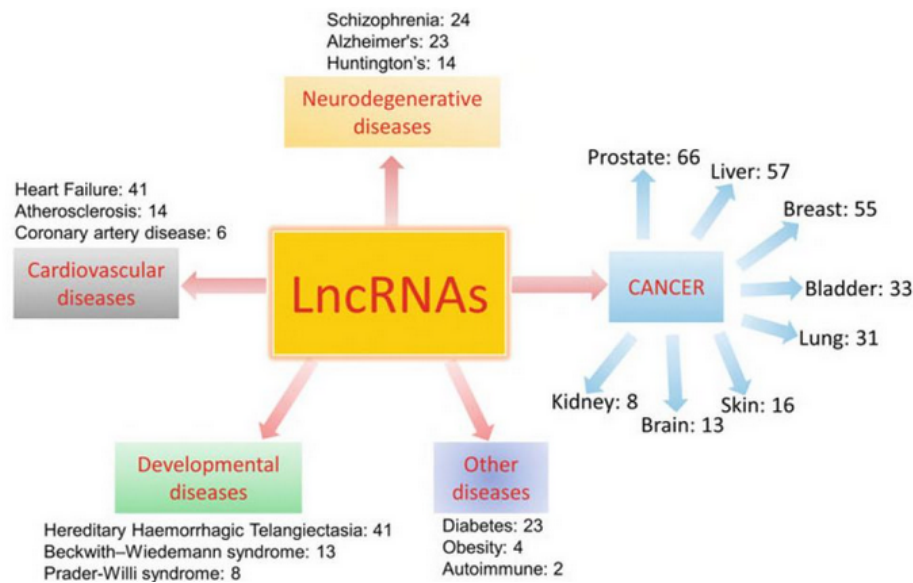 Schizophrenia: 24
Alzheimer's: 23
Huntington's: 14
Neurodegenerative
diseases
Heart Failure: 41
Atherosclerosis: 14
Coronary artery disease: 6
Cardiovascular
diseases
LncRNAs
CANCER
Prostate: 66
Liver: 57
Breast: 55
Bladder: 33
Lung: 31
Skin: 16
Brain: 13
Kidney: 8
Developmental
diseases
Hereditary Haemorrhagic Telangiectasia: 41
Beckwith–Wiedemann syndrome: 13
Prader-Willi syndrome: 8
Other
diseases
Diabetes: 23
Obesity: 4
Autoimmune: 2